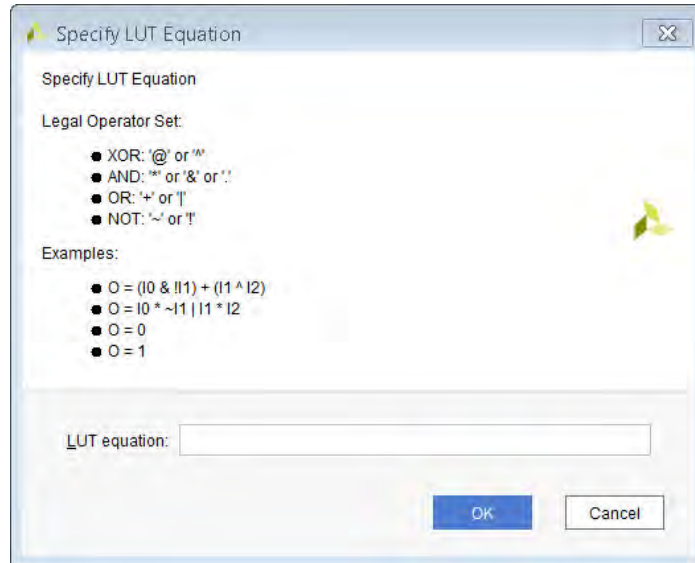 Specify LUT Equation
Specify LUT Equation
Legal Operator Set:
● XOR: '@' or '^'
● AND: '*' or '&' or '.'
● OR: '+' or '|'
● NOT: '~' or '!'
Examples:
● O = (I0 & !I1) + (I1 ^ I2)
● O = I0 * ~I1 | I1 * I2
● O = 0
● O = 1
LUT equation:
OK Cancel